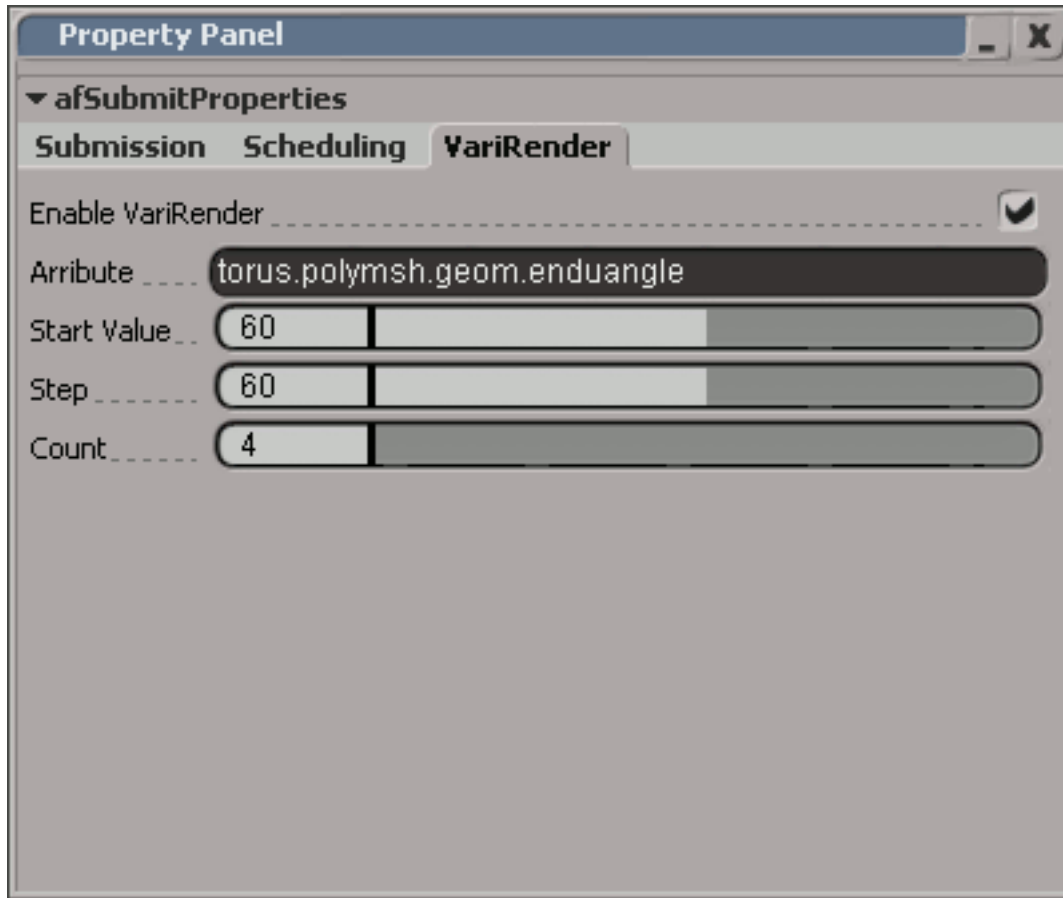 Property Panel
afSubmitProperties
Submission Scheduling VariRender
Enable VariRender
Arribute torus.polymsh.geom.enduangle
Start Value 60
Step 60
Count 4